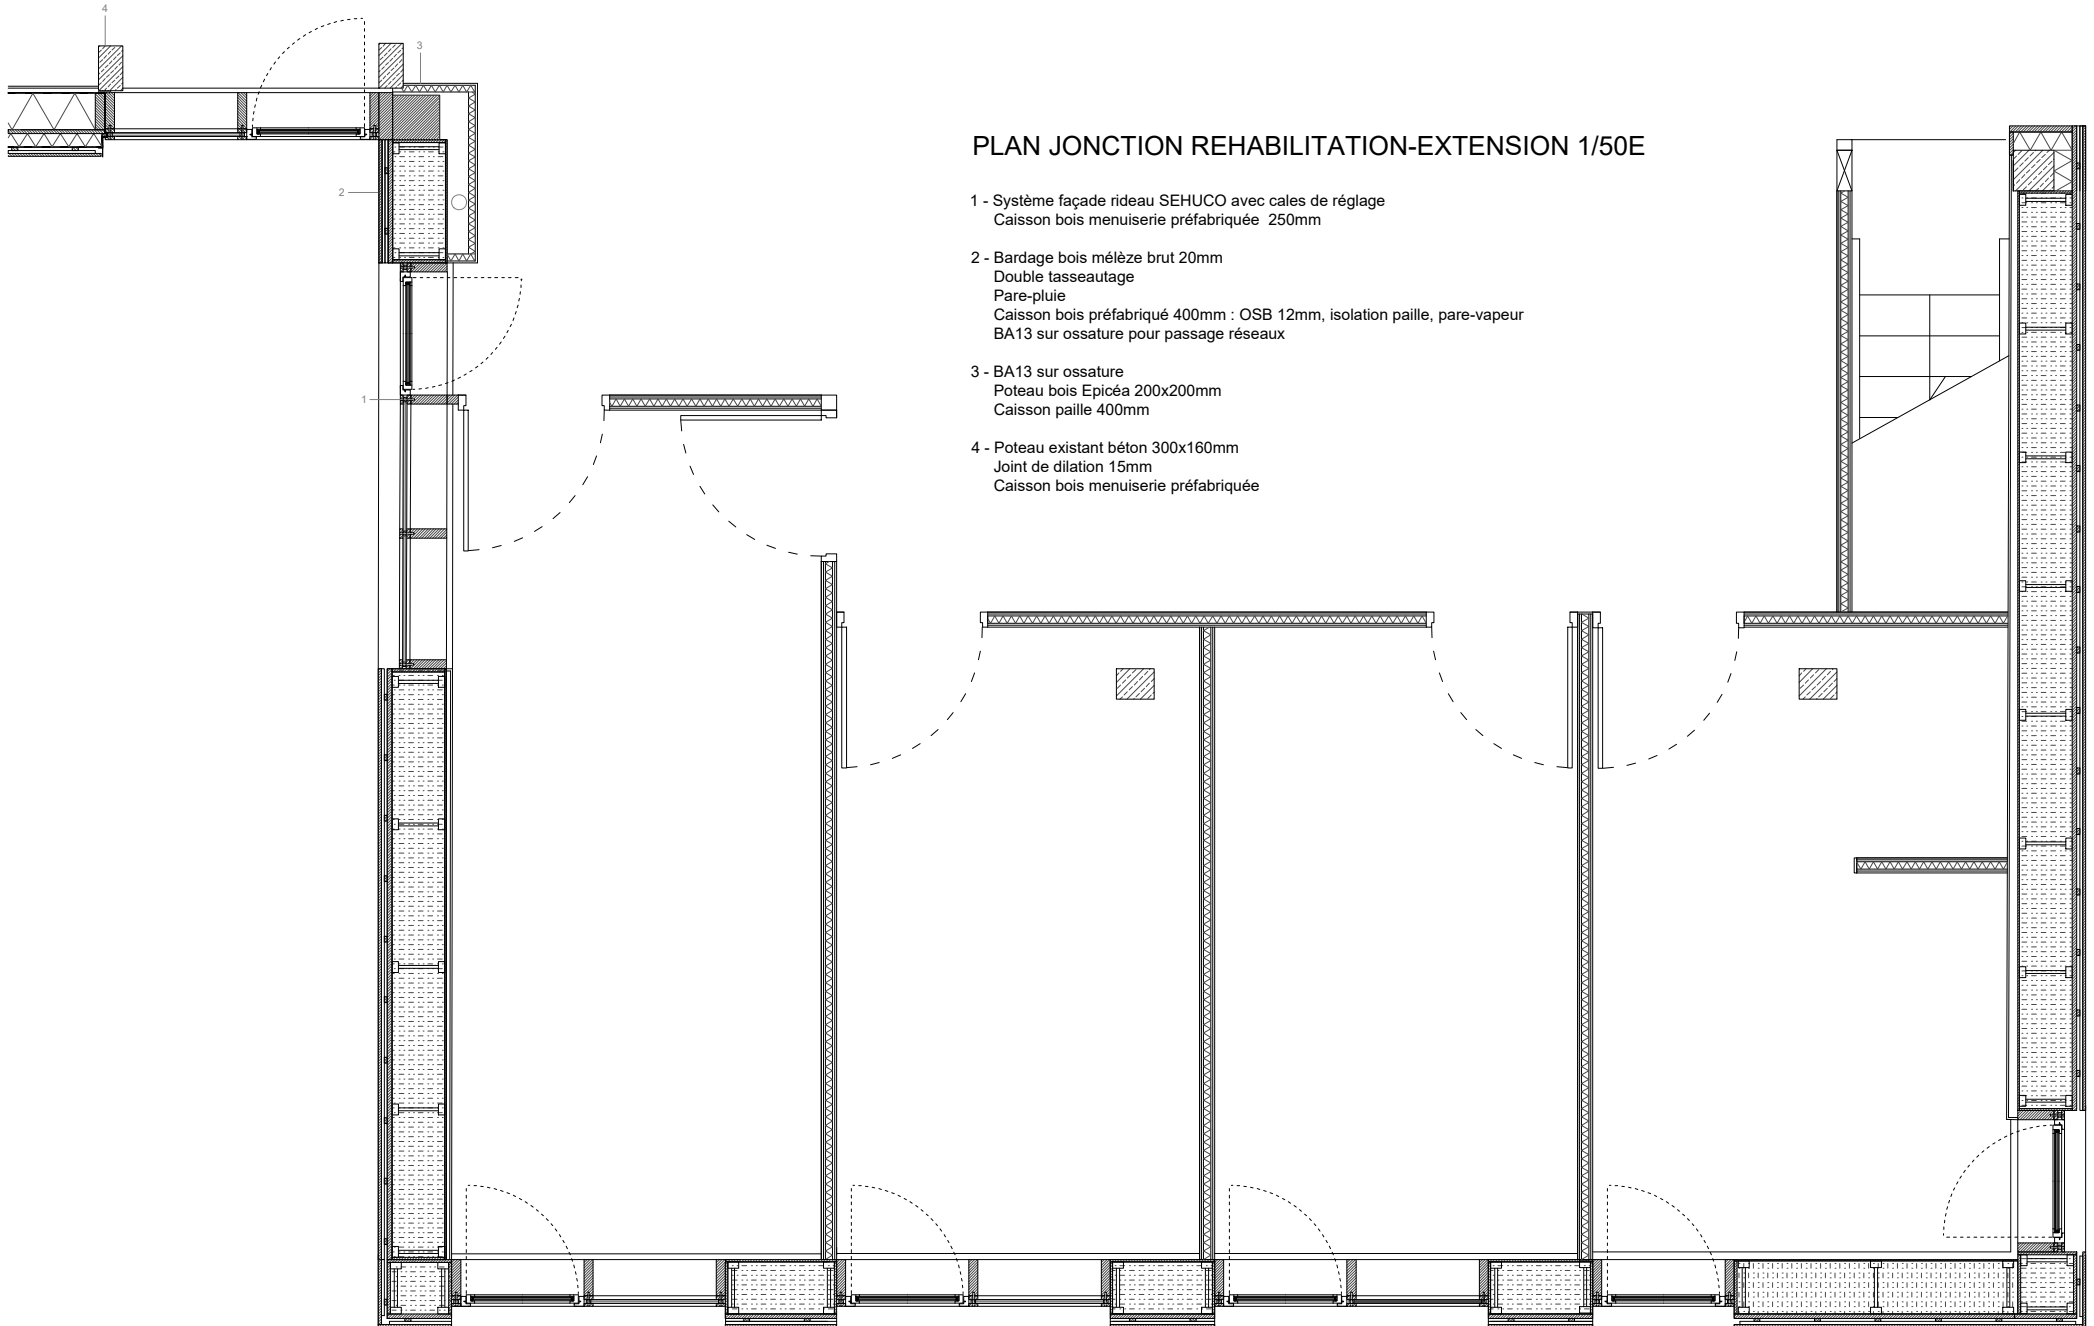 4
3
PLAN JONCTION REHABILITATION-EXTENSION 1/50E
2
1 - Système façade rideau SEHUCO avec cales de réglage
Caisson bois menuiserie préfabriquée 250mm
2 - Bardage bois mélèze brut 20mm
Double tasseautage
Pare-pluie
Caisson bois préfabriqué 400mm : OSB 12mm, isolation paille, pare-vapeur
BA13 sur ossature pour passage réseaux
1
3 - BA13 sur ossature
Poteau bois Epicéa 200x200mm
Caisson paille 400mm
4 - Poteau existant béton 300x160mm
Joint de dilation 15mm
Caisson bois menuiserie préfabriquée